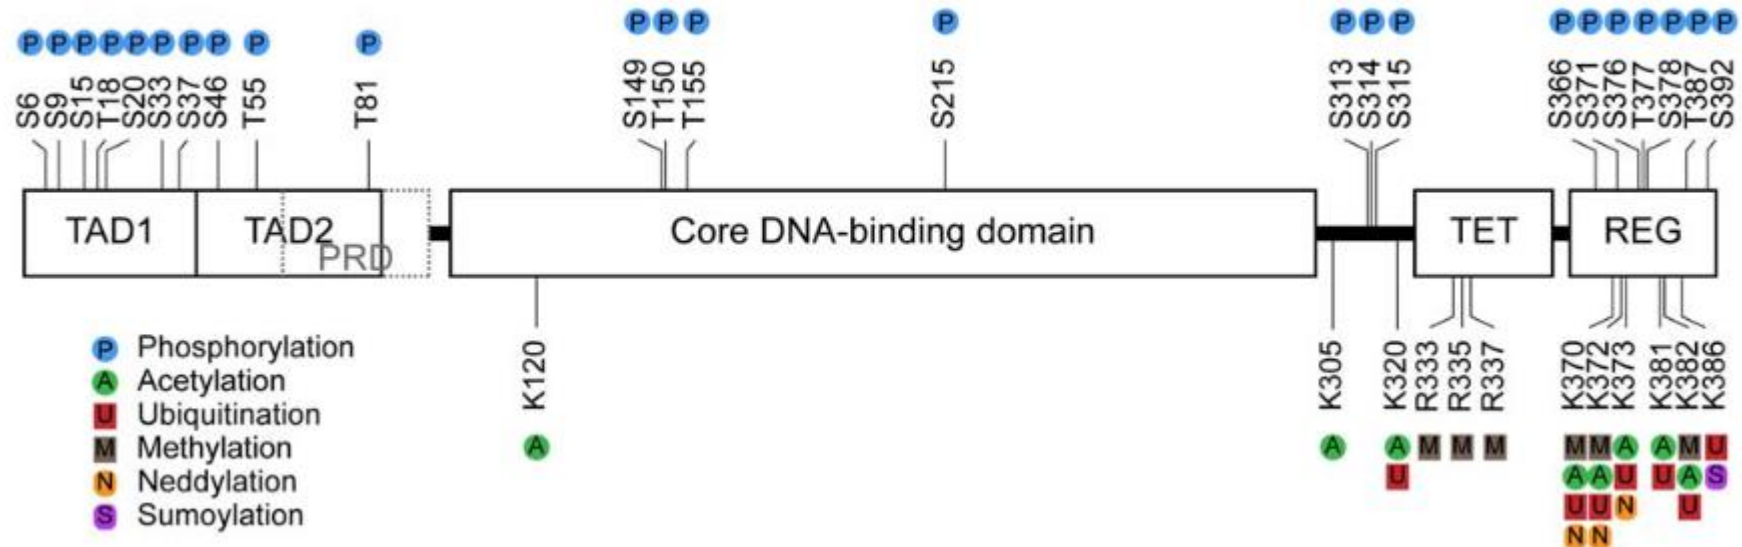 P P P P P P P P P P
P P P
P
P P P
P P P P P P P
S6 S9 S15 T18 S20 S33 S37 S46 T55 T81
S149 T150 T155
S215
S313 S314 S315
S366 S371 S376 T377 S378 T387 S392
TAD1 TAD2 PRD Core DNA-binding domain TET REG
K120
K305 K320 R333 R335 R337
K370 K372 K373 K381 K382 K386
A
A A M M M
M M A A M U
U
A A U U A S
U U N U
N N
P Phosphorylation
A Acetylation
U Ubiquitination
M Methylation
N Neddylation
S Sumoylation